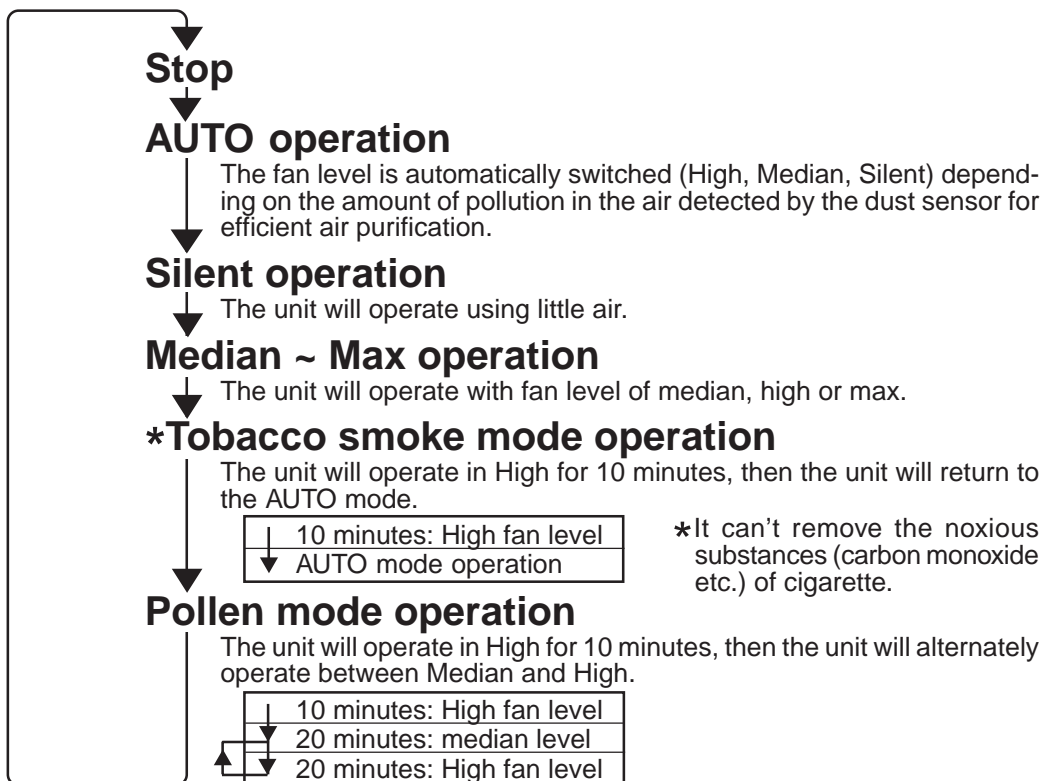 Stop
AUTO operation
The fan level is automatically switched (High, Median, Silent) depend-
ing on the amount of pollution in the air detected by the dust sensor for
efficient air purification.
Silent operation
The unit will operate using little air.
Median ~ Max operation
The unit will operate with fan level of median, high or max.
*Tobacco smoke mode operation
The unit will operate in High for 10 minutes, then the unit will return to
the AUTO mode.
10 minutes: High fan level
AUTO mode operation
*It can't remove the noxious
substances (carbon monoxide
etc.) of cigarette.
Pollen mode operation
The unit will operate in High for 10 minutes, then the unit will alternately
operate between Median and High.
10 minutes: High fan level
20 minutes: median level
20 minutes: High fan level